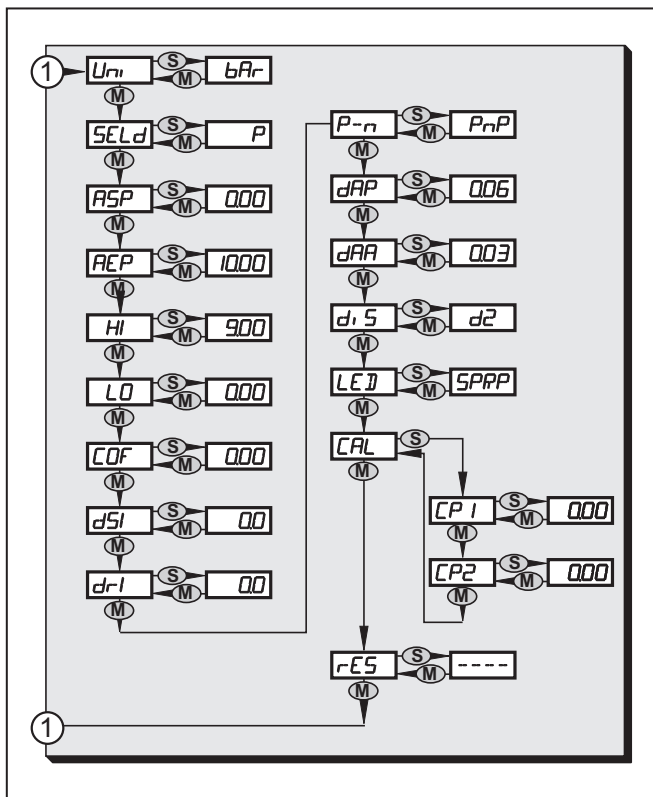 1
Uni S M bAr
M
SELd S M P
M
ASP S M 0.00
M
AEP S M 10.00
M
HI S M 9.00
M
LO S M 0.00
M
COF S M 0.00
M
dS1 S M 0.0
M
dr1 S M 0.0
M
P-n S M PnP
M
dAP S M 0.06
M
dAA S M 0.03
M
diS S M d2
M
LED S M SPRP
M
CAL S
M
CP1 S M 0.00
M
CP2 S M 0.00
M
rES S M ----
M
1